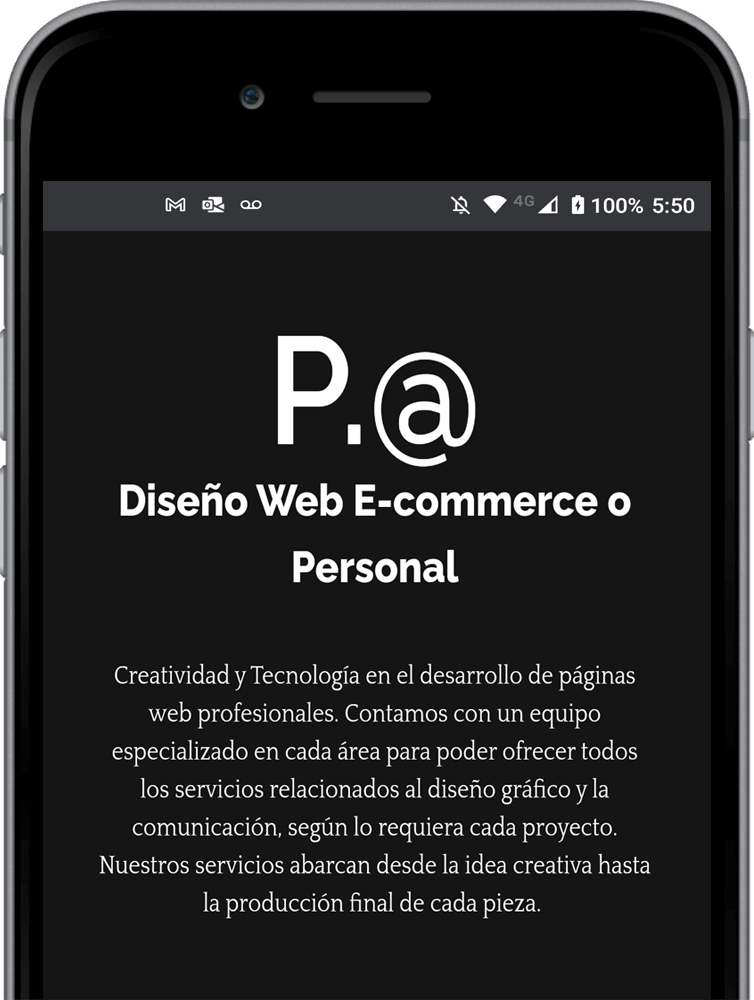 4G 100% 5:50
P.@
Diseño Web E-commerce o
Personal
Creatividad y Tecnología en el desarrollo de páginas
web profesionales. Contamos con un equipo
especializado en cada área para poder ofrecer todos
los servicios relacionados al diseño gráfico y la
comunicación, según lo requiera cada proyecto.
Nuestros servicios abarcan desde la idea creativa hasta
la producción final de cada pieza.